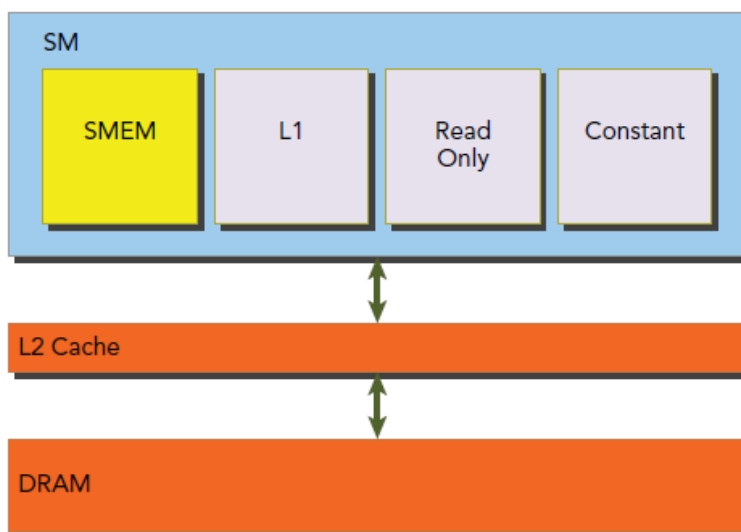 SM
SMEM
L1
Read
Only
Constant
L2 Cache
DRAM